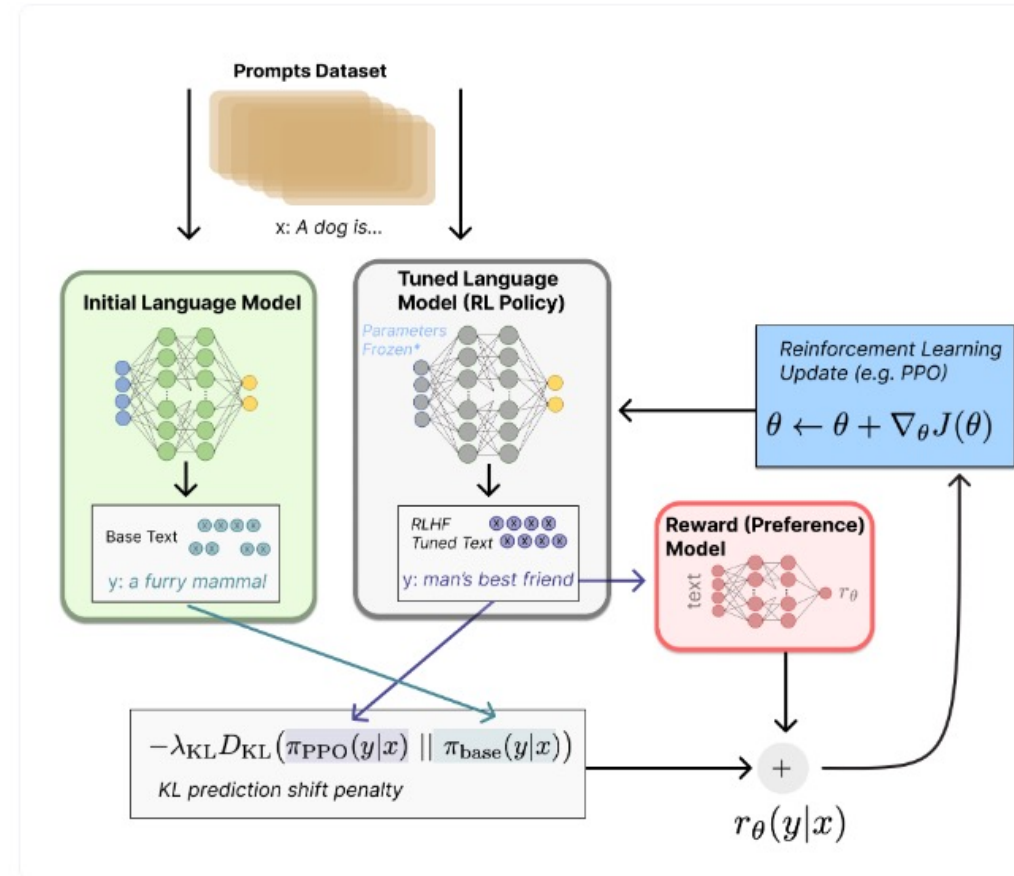 Prompts Dataset
x: A dog is...
Initial Language Model
Tuned Language
Model (RL Policy)
Parameters
Frozen*
Reinforcement Learning
Update (e.g. PPO)
θ ← θ + ∇θJ(θ)
Base Text
x x x x
x x x x
y: a furry mammal
RLHF
Tuned Text
x x x x
x x x x
y: man's best friend
Reward (Preference)
Model
text
rθ
−λKL DKL(πPPO(y|x) || πbase(y|x))
KL prediction shift penalty
+
rθ(y|x)